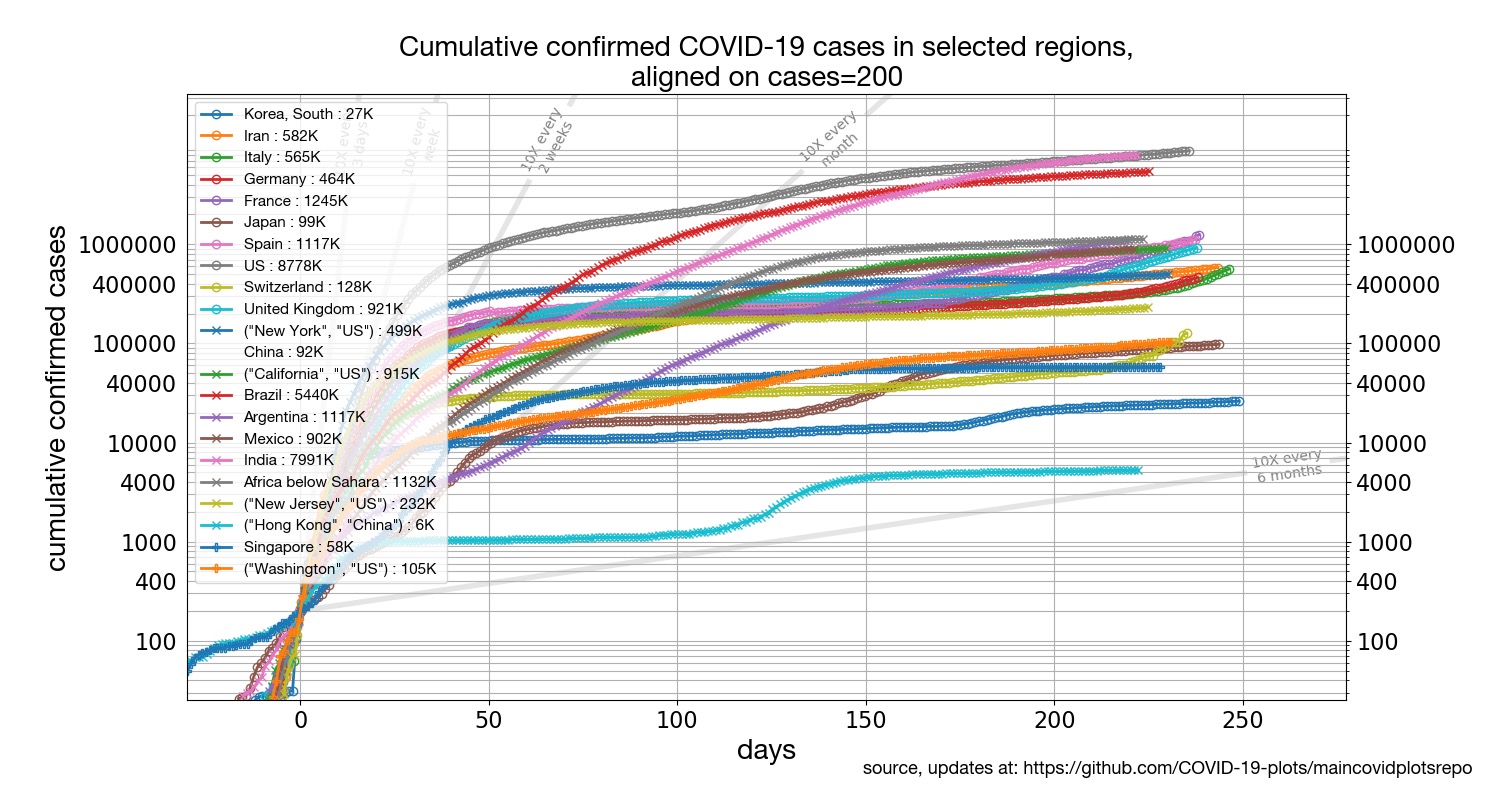 Cumulative confirmed COVID-19 cases in selected regions,
aligned on cases=200
Korea, South : 27K
Iran : 582K
Italy : 565K
Germany : 464K
France : 1245K
Japan : 99K
Spain : 1117K
US : 8778K
Switzerland : 128K
United Kingdom : 921K
("New York", "US") : 499K
China : 92K
("California", "US") : 915K
Brazil : 5440K
Argentina : 1117K
Mexico : 902K
India : 7991K
Africa below Sahara : 1132K
("New Jersey", "US") : 232K
("Hong Kong", "China") : 6K
Singapore : 58K
("Washington", "US") : 105K
3 days
10X every
week
10X every
2 weeks
10X every
month
10X every
6 months
cumulative confirmed cases
1000000
400000
100000
40000
10000
4000
1000
400
100
1000000
400000
100000
40000
10000
4000
1000
400
100
0 50 100 150 200 250
days
source, updates at: https://github.com/COVID-19-plots/maincovidplotsrepo